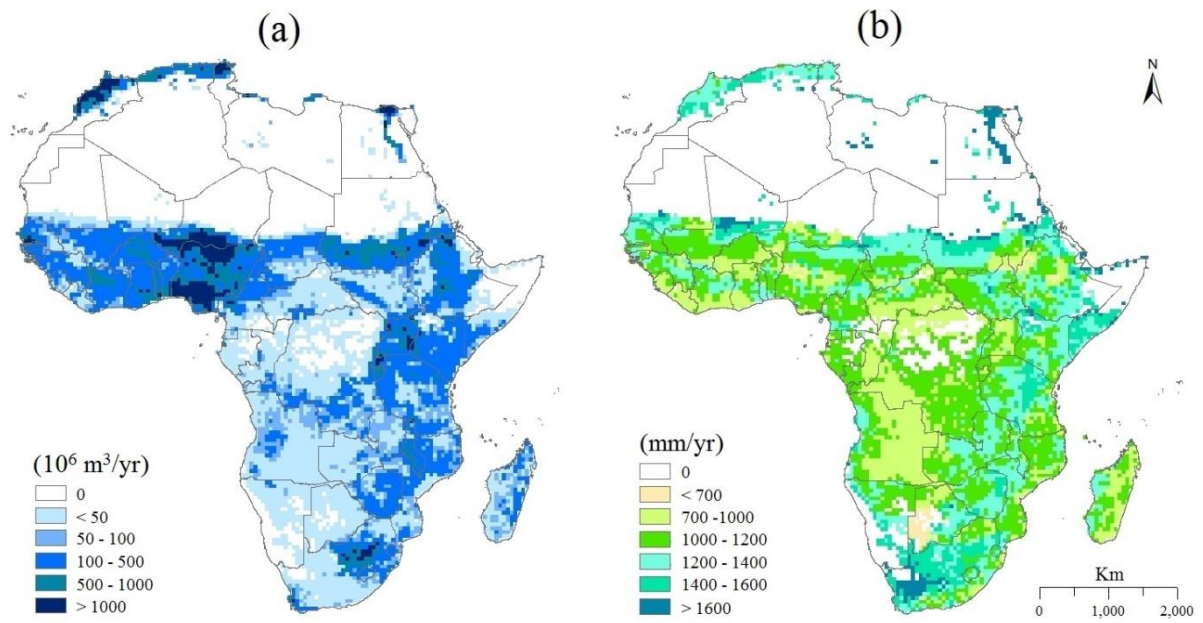 (a)
(b)
N
(10⁶ m³/yr)
0
< 50
50 - 100
100 - 500
500 - 1000
> 1000
(mm/yr)
0
< 700
700 -1000
1000 - 1200
1200 - 1400
1400 - 1600
> 1600
Km
0 1,000 2,000